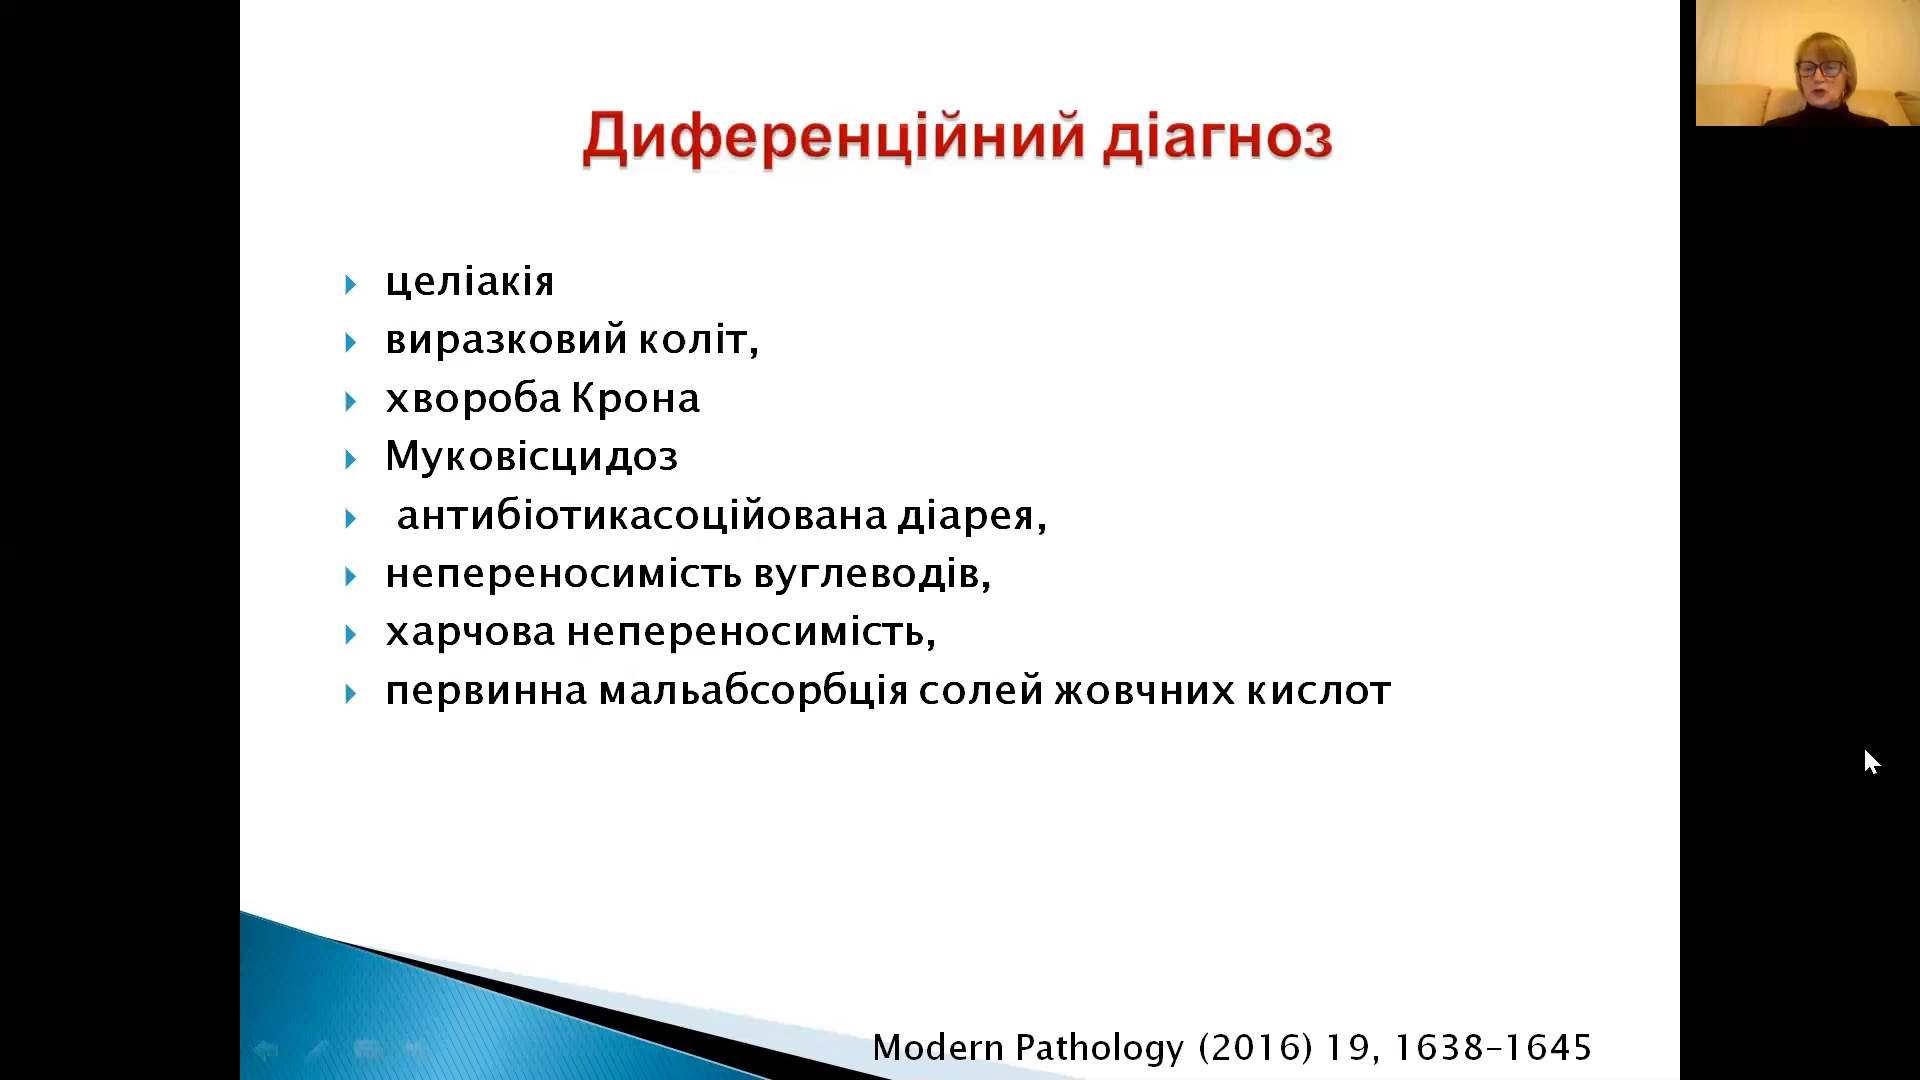 Диференційний діагноз
целіакія
виразковий коліт,
хвороба Крона
Муковісцидоз
антибіотикасоційована діарея,
непереносимість вуглеводів,
харчова непереносимість,
первинна мальабсорбція солей жовчних кислот
Modern Pathology (2016) 19, 1638-1645